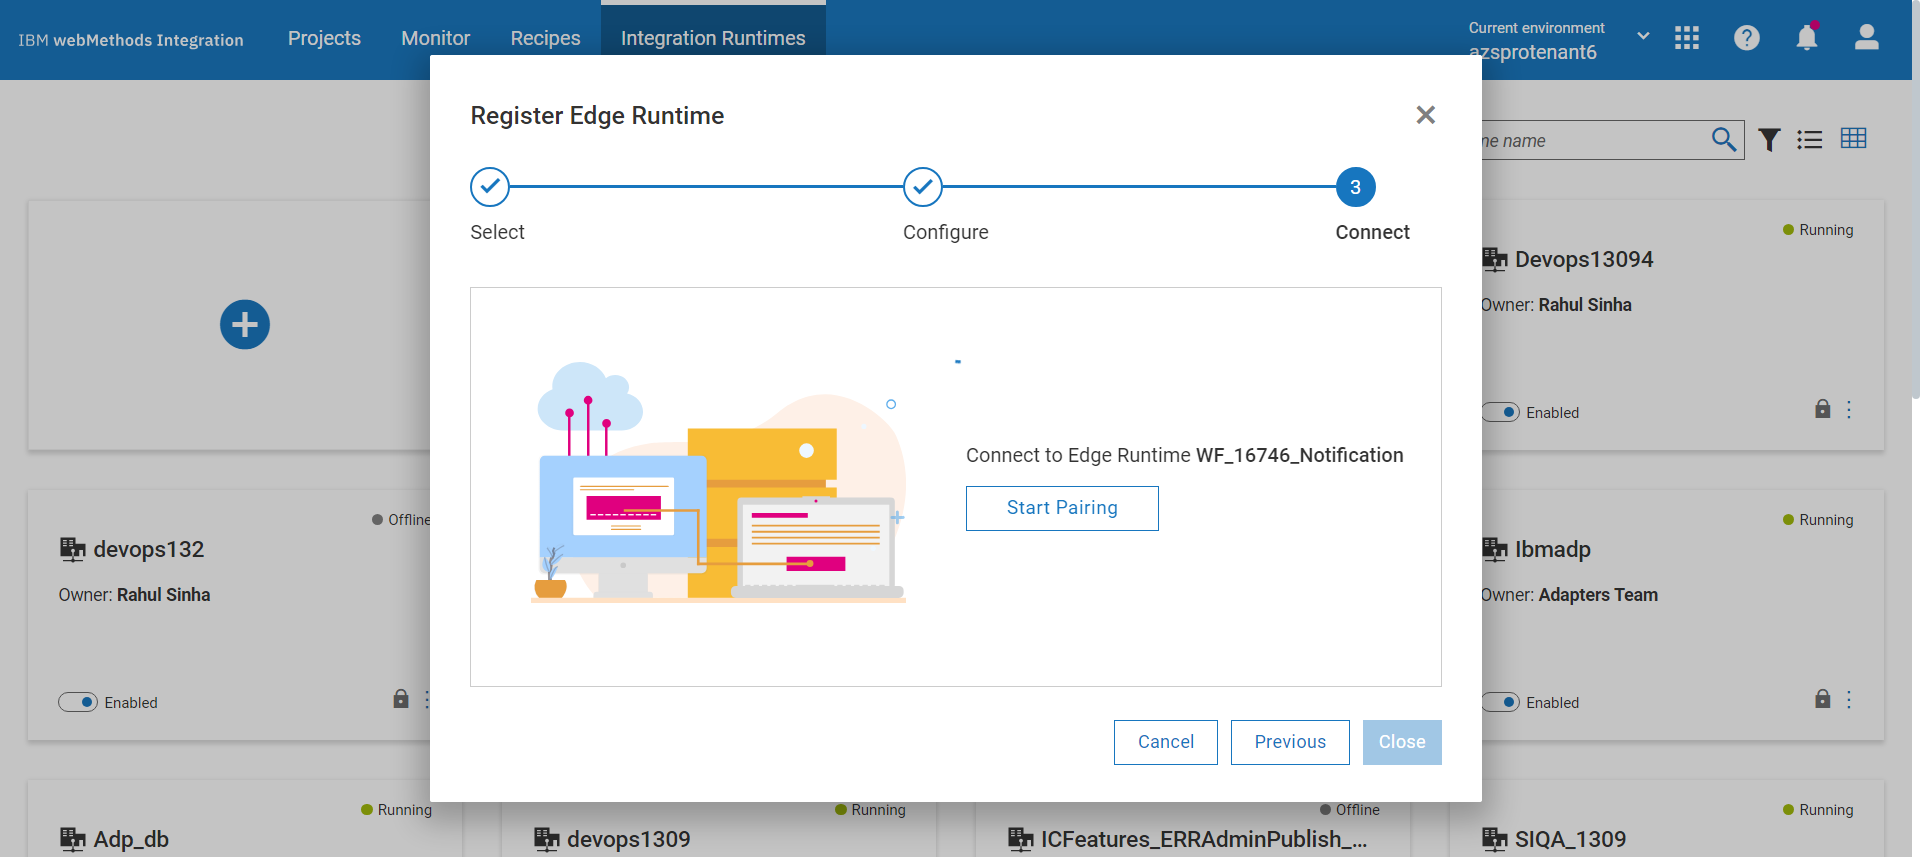 IBM webMethods Integration
Projects
Monitor
Recipes
Integration Runtimes
Current environment
azsprotenant6
Register Edge Runtime
3
Select
Configure
Connect
Connect to Edge Runtime WF_16746_Notification
Start Pairing
Cancel
Previous
Close
name
Running
Devops13094
Owner: Rahul Sinha
Enabled
Offline
devops132
Owner: Rahul Sinha
Enabled
Running
Ibmadp
Owner: Adapters Team
Enabled
Running
Adp_db
Running
devops1309
Offline
ICFeatures_ERRAdminPublish_...
Running
SIQA_1309